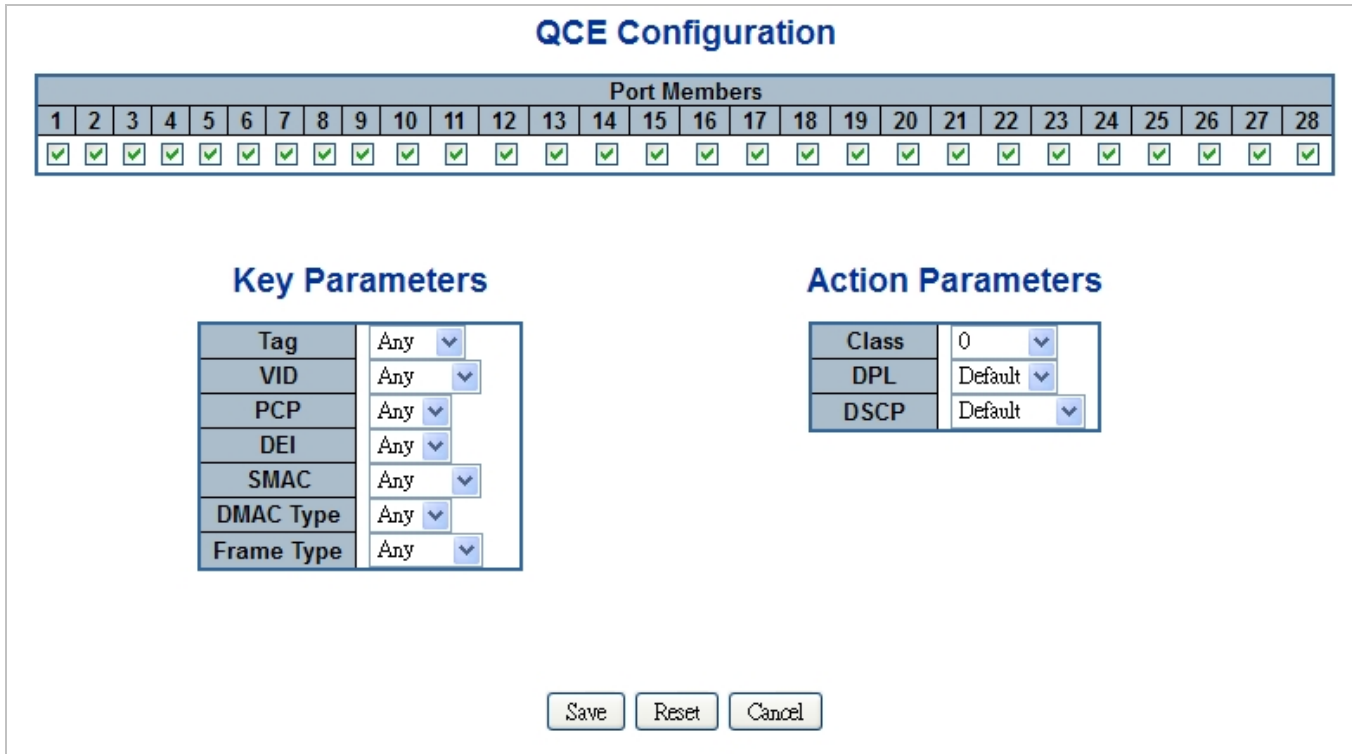 QCE Configuration
Port Members
1 2 3 4 5 6 7 8 9 10 11 12 13 14 15 16 17 18 19 20 21 22 23 24 25 26 27 28
Key Parameters
Tag Any
VID Any
PCP Any
DEI Any
SMAC Any
DMAC Type Any
Frame Type Any
Action Parameters
Class 0
DPL Default
DSCP Default
Save Reset Cancel